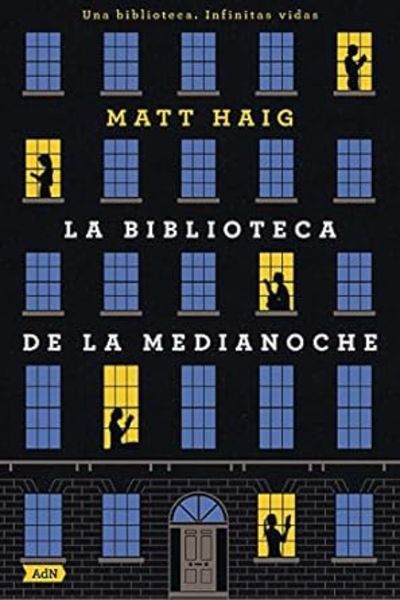 Una biblioteca. Infinitas vidas
MATT HAIG
LA BIBLIOTECA
DE LA MEDIANOCHE
AdN